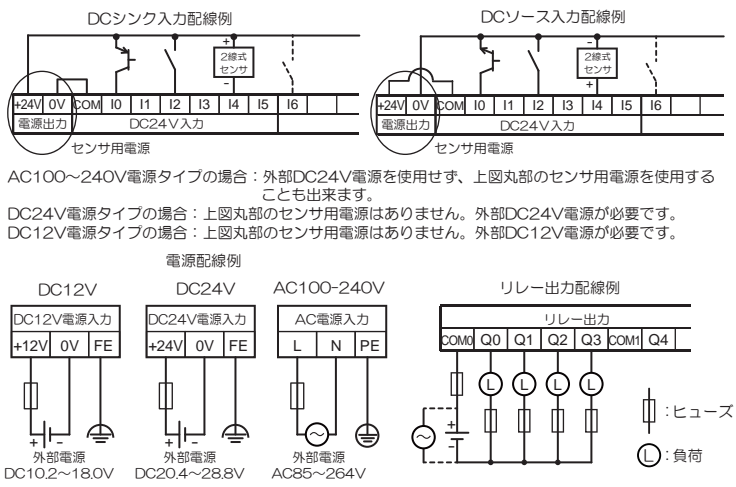 DCシンク入力配線例
+
2線式
センサ
-
+24V 0V COM I0 I1 I2 I3 I4 I5 I6
電源出力 DC24V入力
センサ用電源
DCソース入力配線例
-
2線式
センサ
+
+24V 0V COM I0 I1 I2 I3 I4 I5 I6
電源出力 DC24V入力
センサ用電源
AC100～240V電源タイプの場合：外部DC24V電源を使用せず、上図丸部のセンサ用電源を使用する
ことも出来ます。
DC24V電源タイプの場合：上図丸部のセンサ用電源はありません。外部DC24V電源が必要です。
DC12V電源タイプの場合：上図丸部のセンサ用電源はありません。外部DC12V電源が必要です。
電源配線例
DC12V
DC12V電源入力
+12V 0V FE
+ -
外部電源
DC10.2～18.0V
DC24V
DC24V電源入力
+24V 0V FE
+ -
外部電源
DC20.4～28.8V
AC100-240V
AC電源入力
L N PE
外部電源
AC85～264V
リレー出力配線例
リレー出力
COM0 Q0 Q1 Q2 Q3 COM1 Q4
L L L L
+
-
：ヒューズ
L：負荷